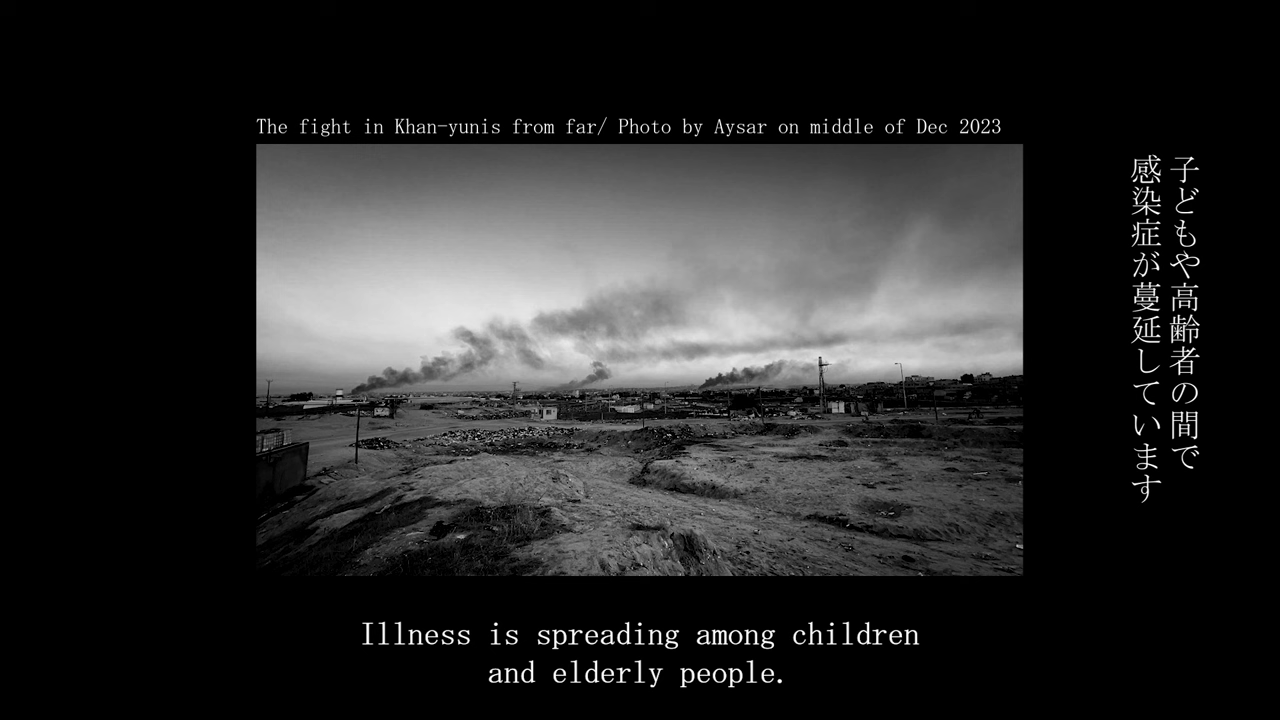 The fight in Khan-yunis from far/ Photo by Aysar on middle of Dec 2023
子どもや高齢者の間で
感染症が蔓延しています
Illness is spreading among children
and elderly people.